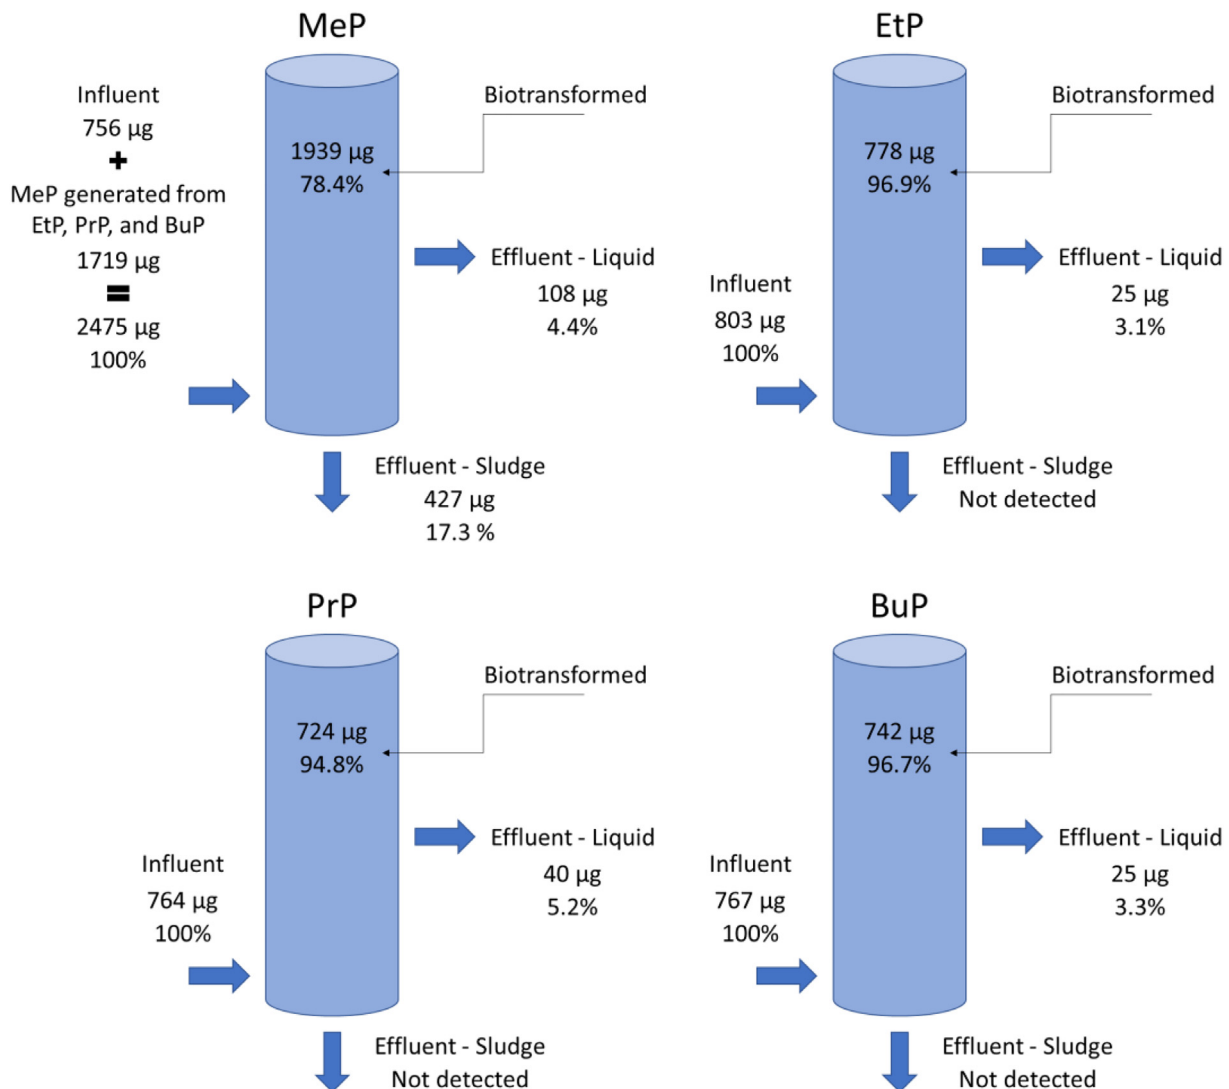 MeP
Influent
756 µg
+
MeP generated from
EtP, PrP, and BuP
1719 µg
=
2475 µg
100%
1939 µg
78.4%
Biotransformed
Effluent - Liquid
108 µg
4.4%
Effluent - Sludge
427 µg
17.3 %
EtP
Influent
803 µg
100%
778 µg
96.9%
Biotransformed
Effluent - Liquid
25 µg
3.1%
Effluent - Sludge
Not detected
PrP
Influent
764 µg
100%
724 µg
94.8%
Biotransformed
Effluent - Liquid
40 µg
5.2%
Effluent - Sludge
Not detected
BuP
Influent
767 µg
100%
742 µg
96.7%
Biotransformed
Effluent - Liquid
25 µg
3.3%
Effluent - Sludge
Not detected